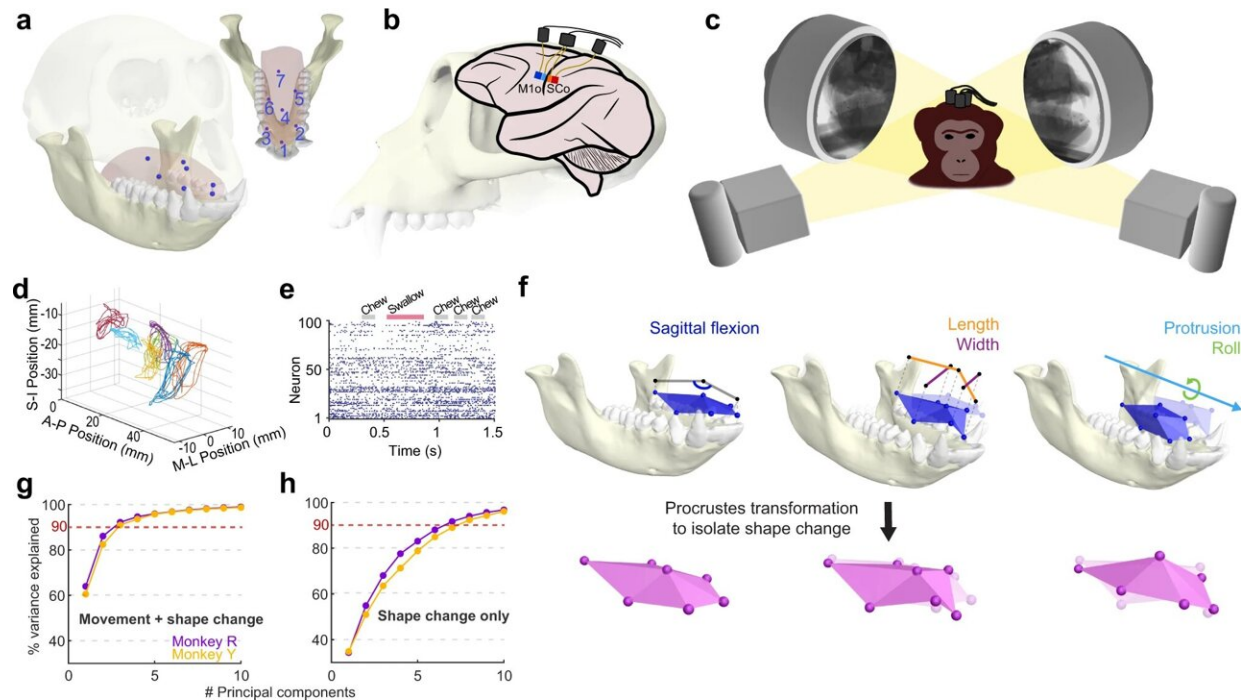 a
7
6
5
4
3
2
1
b
M1o
SCo
c
d
S-I Position (mm)
-10
-20
-30
0
20
40
A-P Position (mm)
-10
0
10
M-L Position (mm)
e
Chew
Swallow
Chew
Chew
Chew
Neuron
100
50
1
0
0.5
1
1.5
Time (s)
f
Sagittal flexion
Length
Width
Protrusion
Roll
Procrustes transformation
to isolate shape change
g
% variance explained
100
90
80
60
40
Movement + shape change
Monkey R
Monkey Y
0
5
10
h
100
90
80
60
40
Shape change only
0
5
10
# Principal components